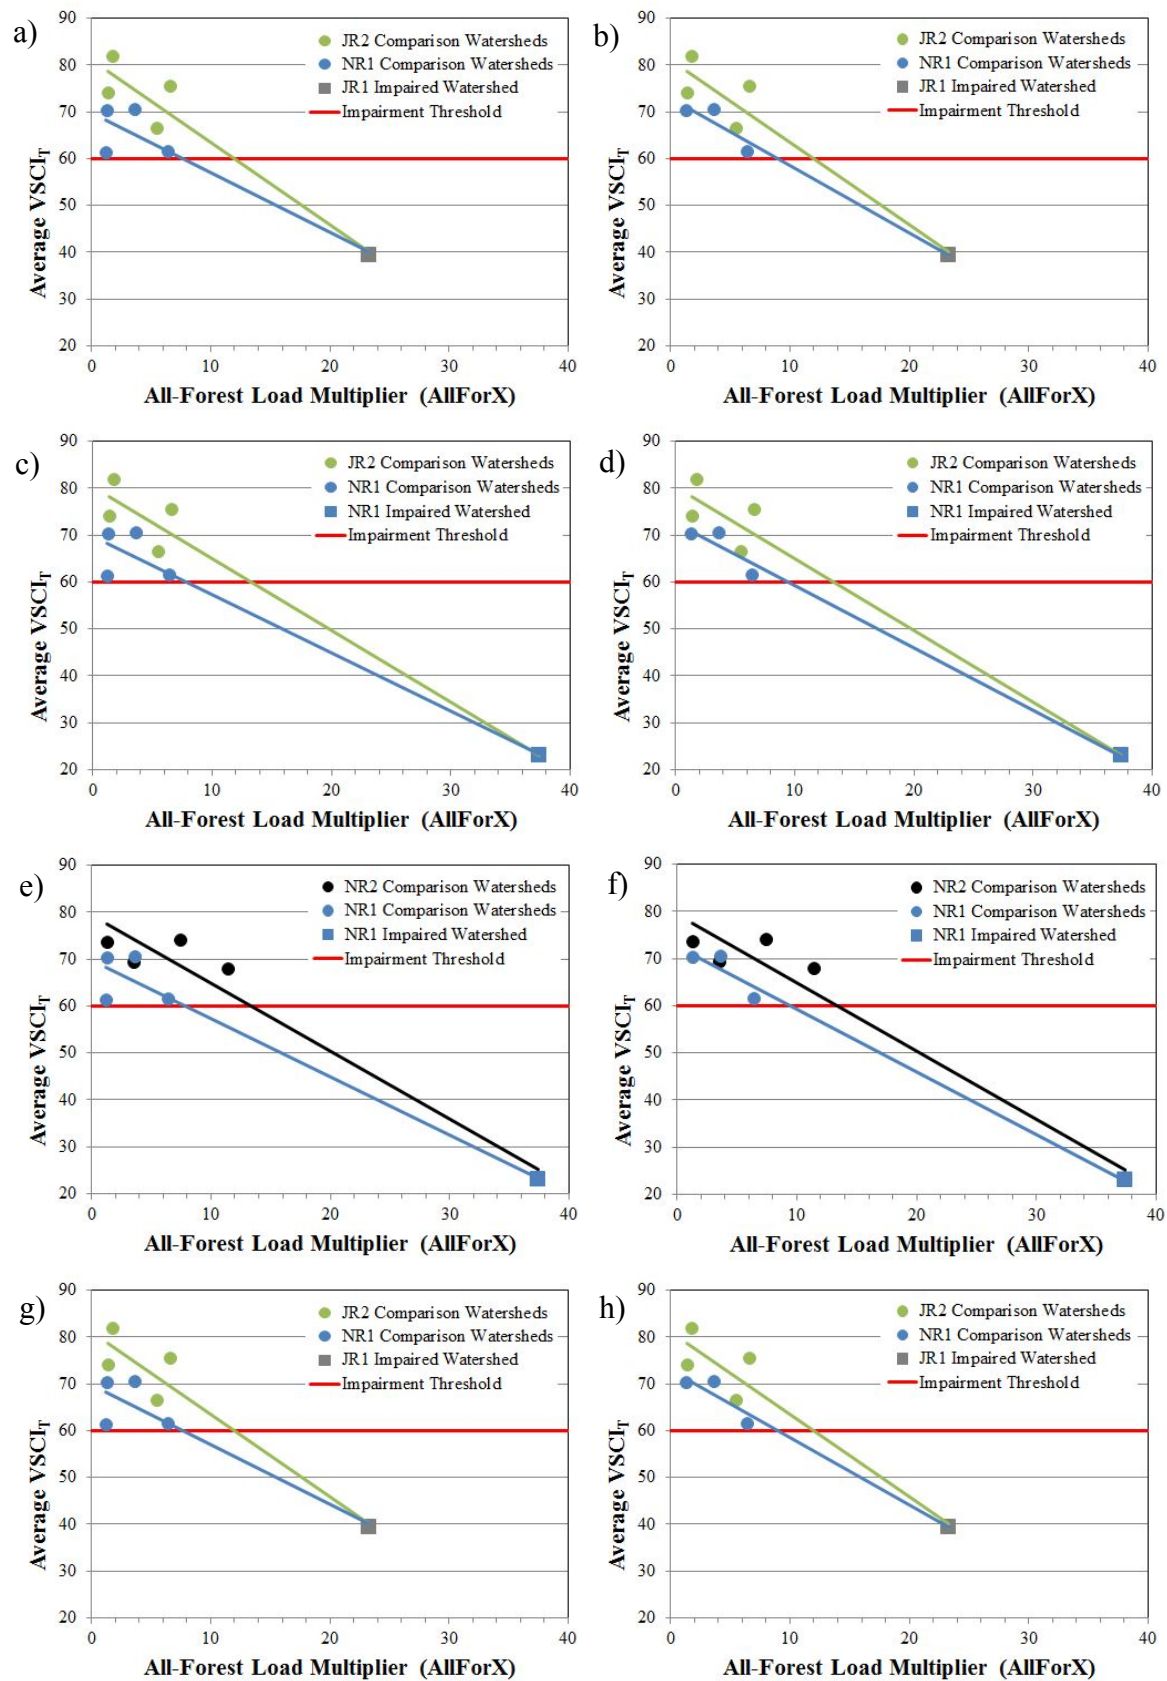 a)
Average VSCI_T
90
80
70
60
50
40
30
20
JR2 Comparison Watersheds
NR1 Comparison Watersheds
JR1 Impaired Watershed
Impairment Threshold
0 10 20 30 40
All-Forest Load Multiplier (AllForX)
b)
Average VSCI_T
90
80
70
60
50
40
30
20
JR2 Comparison Watersheds
NR1 Comparison Watersheds
JR1 Impaired Watershed
Impairment Threshold
0 10 20 30 40
All-Forest Load Multiplier (AllForX)
c)
Average VSCI_T
90
80
70
60
50
40
30
20
JR2 Comparison Watersheds
NR1 Comparison Watersheds
NR1 Impaired Watershed
Impairment Threshold
0 10 20 30 40
All-Forest Load Multiplier (AllForX)
d)
Average VSCI_T
90
80
70
60
50
40
30
20
JR2 Comparison Watersheds
NR1 Comparison Watersheds
NR1 Impaired Watershed
Impairment Threshold
0 10 20 30 40
All-Forest Load Multiplier (AllForX)
e)
Average VSCI_T
90
80
70
60
50
40
30
20
NR2 Comparison Watersheds
NR1 Comparison Watersheds
NR1 Impaired Watershed
Impairment Threshold
0 10 20 30 40
All-Forest Load Multiplier (AllForX)
f)
Average VSCI_T
90
80
70
60
50
40
30
20
NR2 Comparison Watersheds
NR1 Comparison Watersheds
NR1 Impaired Watershed
Impairment Threshold
0 10 20 30 40
All-Forest Load Multiplier (AllForX)
g)
Average VSCI_T
90
80
70
60
50
40
30
20
JR2 Comparison Watersheds
NR1 Comparison Watersheds
JR1 Impaired Watershed
Impairment Threshold
0 10 20 30 40
All-Forest Load Multiplier (AllForX)
h)
Average VSCI_T
90
80
70
60
50
40
30
20
JR2 Comparison Watersheds
NR1 Comparison Watersheds
JR1 Impaired Watershed
Impairment Threshold
0 10 20 30 40
All-Forest Load Multiplier (AllForX)